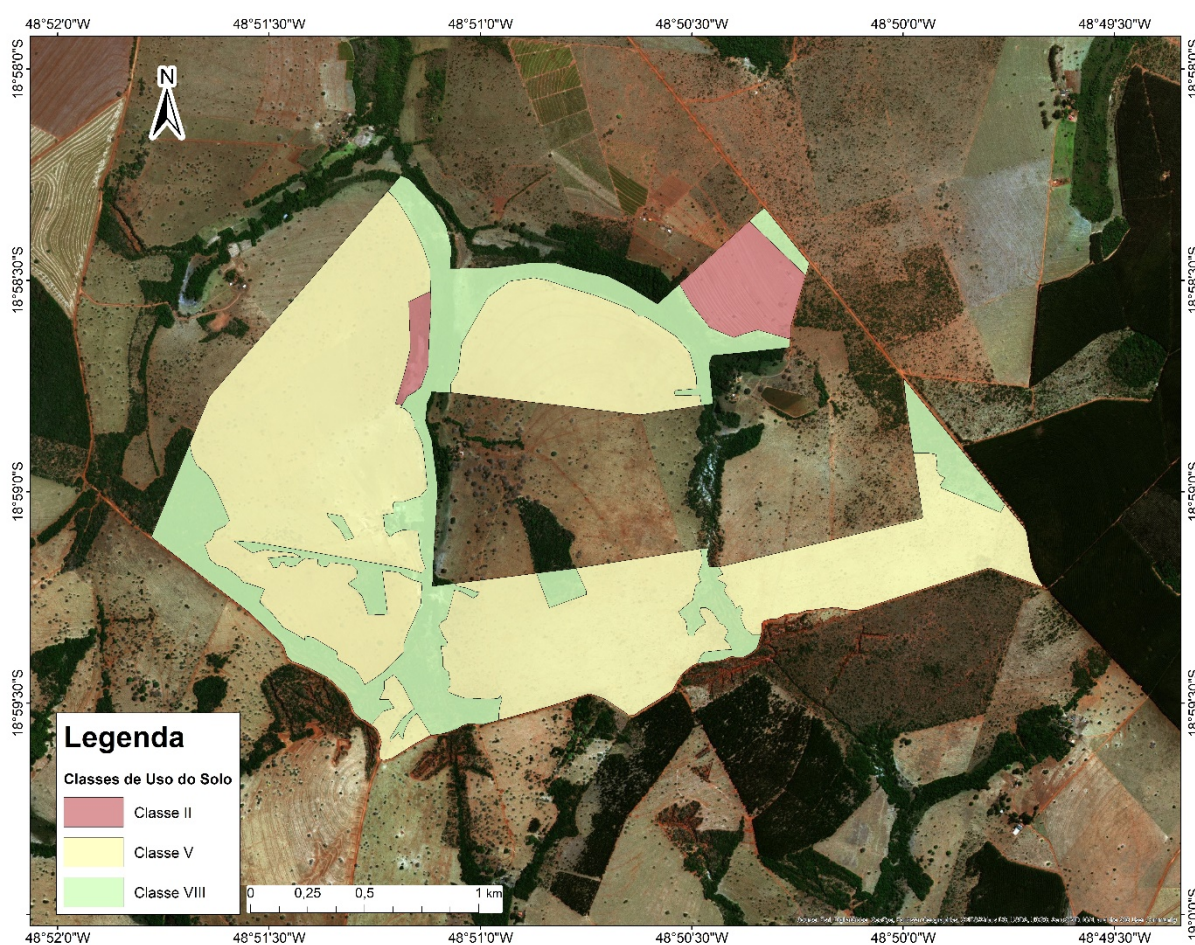 48°52'0"W 48°51'30"W 48°51'0"W 48°50'30"W 48°50'0"W 48°49'30"W
18°58'0"S 18°58'0"S
N
18°58'30"S 18°58'30"S
18°59'0"S 18°59'0"S
18°59'30"S 18°59'30"S
Legenda
Classes de Uso do Solo
Classe II
Classe V
Classe VIII
0 0,25 0,5 1 km
19°0'0"S
48°52'0"W 48°51'30"W 48°51'0"W 48°50'30"W 48°50'0"W 48°49'30"W